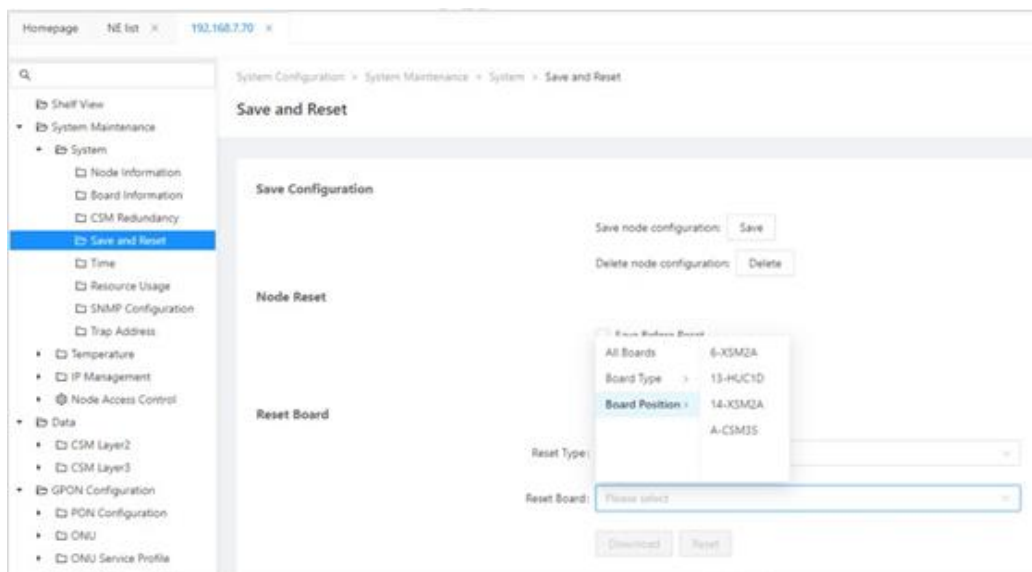 Homepage NE list × 192.168.7.70 ×
System Configuration > System Maintenance > System > Save and Reset
Save and Reset
Shelf View
System Maintenance
System
Node Information
Board Information
CSM Redundancy
Save and Reset
Time
Resource Usage
SNMP Configuration
Trap Address
Temperature
IP Management
Node Access Control
Data
CSM Layer2
CSM Layer3
GPON Configuration
PON Configuration
ONU
ONU Service Profile
Save Configuration
Save node configuration: Save
Delete node configuration: Delete
Node Reset
Save Before Reset
All Boards 6-XSM2A
Board Type > 13-HUC1D
Board Position > 14-XSM2A
A-CSM3S
Reset Board
Reset Type:
Reset Board: Please select
Download Reset